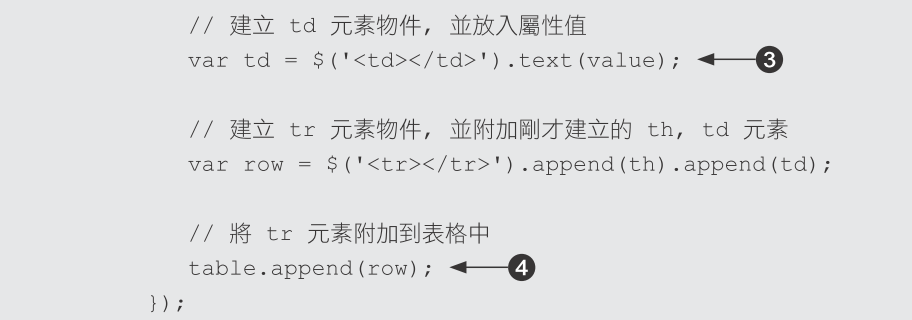 // 建立 td 元素物件, 並放入屬性值
var td = $('<td></td>').text(value); ❸
// 建立 tr 元素物件, 並附加剛才建立的 th, td 元素
var row = $('<tr></tr>').append(th).append(td);
// 將 tr 元素附加到表格中
table.append(row); ❹
});